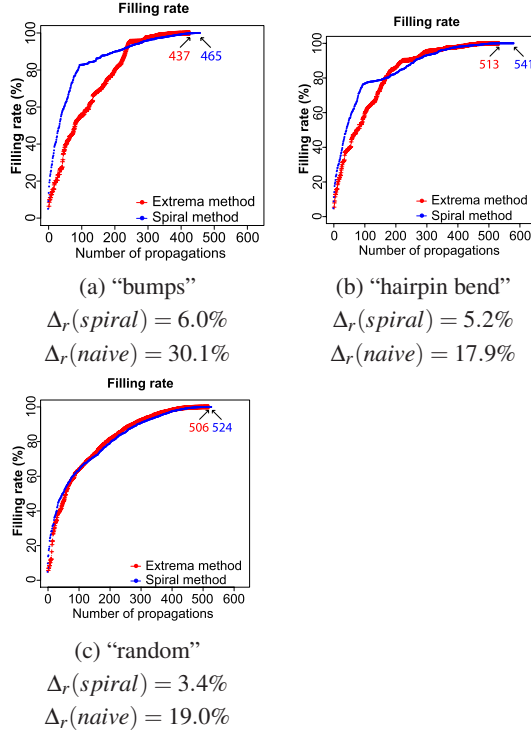 Filling rate
Filling rate (%)
0 20 40 60 80 100
437 465
Extrema method
Spiral method
0 100 200 300 400 500 600
Number of propagations
(a) “bumps”
Δr(spiral) = 6.0%
Δr(naive) = 30.1%
Filling rate
Filling rate (%)
0 20 40 60 80 100
513 541
Extrema method
Spiral method
0 100 200 300 400 500 600
Number of propagations
(b) “hairpin bend”
Δr(spiral) = 5.2%
Δr(naive) = 17.9%
Filling rate
Filling rate (%)
0 20 40 60 80 100
506 524
Extrema method
Spiral method
0 100 200 300 400 500 600
Number of propagations
(c) “random”
Δr(spiral) = 3.4%
Δr(naive) = 19.0%